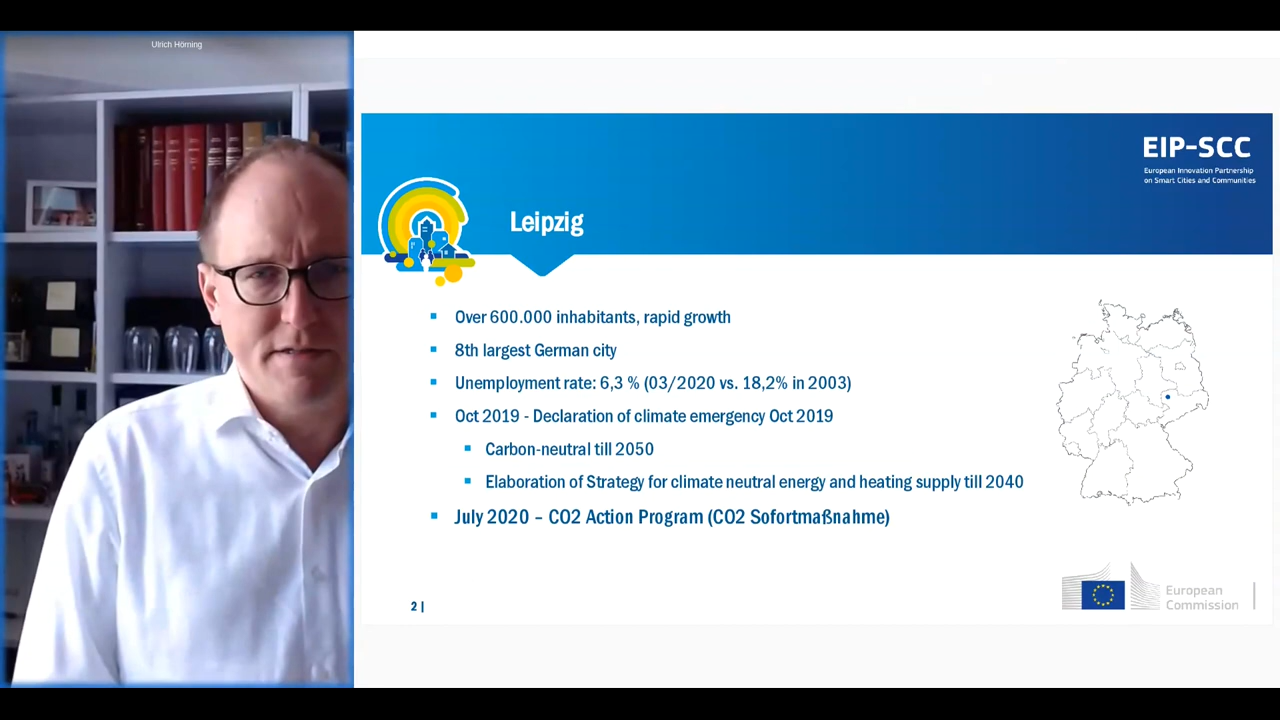 Ulrich Hörning
EIP-SCC
European Innovation Partnership
on Smart Cities and Communities
Leipzig
Over 600.000 inhabitants, rapid growth
8th largest German city
Unemployment rate: 6,3 % (03/2020 vs. 18,2% in 2003)
Oct 2019 - Declaration of climate emergency Oct 2019
Carbon-neutral till 2050
Elaboration of Strategy for climate neutral energy and heating supply till 2040
July 2020 – CO2 Action Program (CO2 Sofortmaßnahme)
2 |
European
Commission